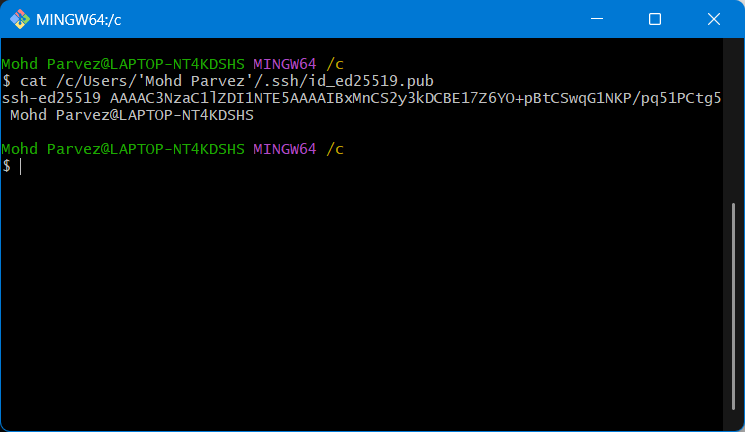 MINGW64:/c
Mohd Parvez@LAPTOP-NT4KDSHS MINGW64 /c
$ cat /c/Users/'Mohd Parvez'/.ssh/id_ed25519.pub
ssh-ed25519 AAAAC3NzaC1lZDI1NTE5AAAAIBxMnCS2y3kDCBE17Z6YO+pBtCSwqG1NKP/pq51PCtg5
Mohd Parvez@LAPTOP-NT4KDSHS
Mohd Parvez@LAPTOP-NT4KDSHS MINGW64 /c
$